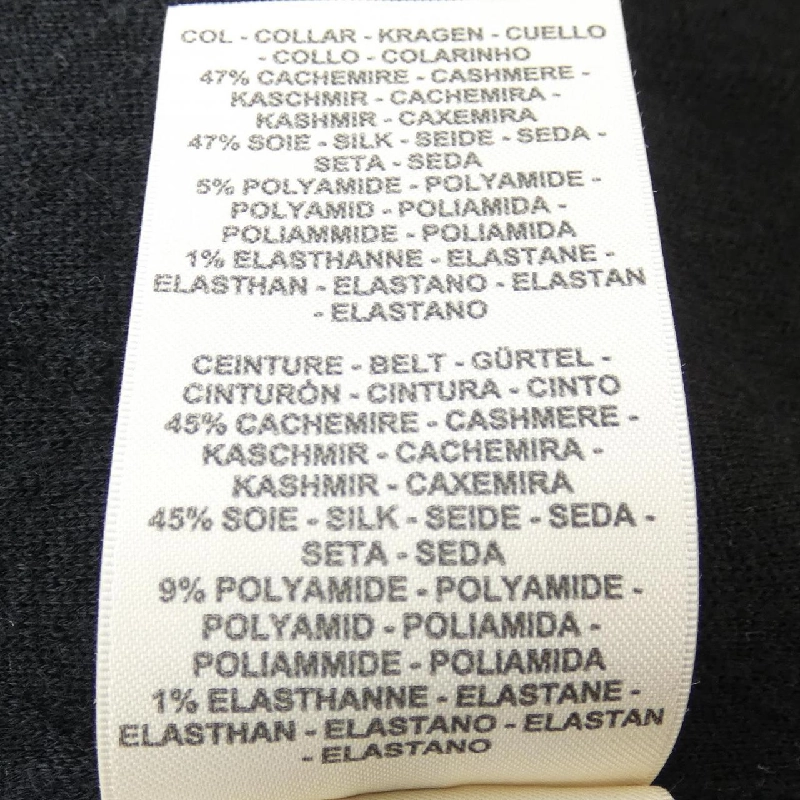 COL - COLLAR - KRAGEN - CUELLO
- COLLO - COLARINHO
47% CACHEMIRE - CASHMERE -
KASCHMIR - CACHEMIRA -
KASHMIR - CAXEMIRA
47% SOIE - SILK - SEIDE - SEDA -
SETA - SEDA
5% POLYAMIDE - POLYAMIDE -
POLYAMID - POLIAMIDA -
POLIAMMIDE - POLIAMIDA
1% ELASTHANNE - ELASTANE -
ELASTHAN - ELASTANO - ELASTAN
- ELASTANO
CEINTURE - BELT - GÜRTEL -
CINTURÓN - CINTURA - CINTO
45% CACHEMIRE - CASHMERE -
KASCHMIR - CACHEMIRA -
KASHMIR - CAXEMIRA
45% SOIE - SILK - SEIDE - SEDA -
SETA - SEDA
9% POLYAMIDE - POLYAMIDE -
POLYAMID - POLIAMIDA -
POLIAMMIDE - POLIAMIDA
1% ELASTHANNE - ELASTANE -
ELASTHAN - ELASTANO - ELASTAN
- ELASTANO